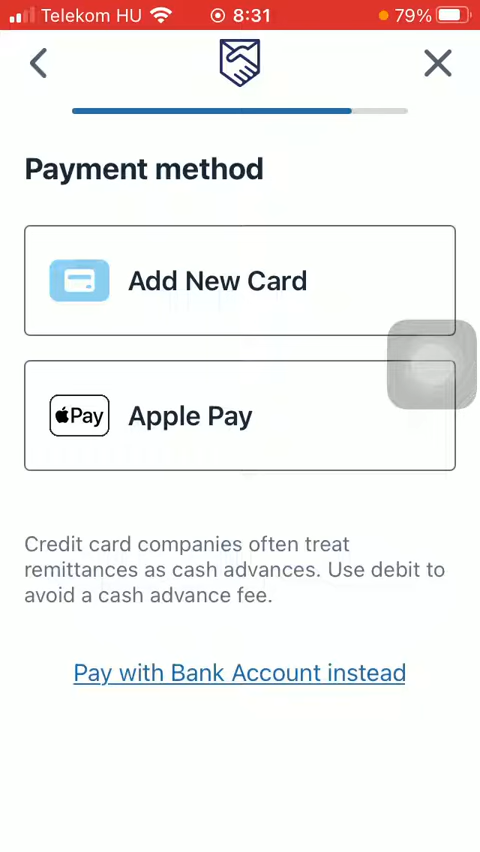 Telekom HU 8:31 79%
Payment method
Add New Card
Pay Apple Pay
Credit card companies often treat
remittances as cash advances. Use debit to
avoid a cash advance fee.
Pay with Bank Account instead